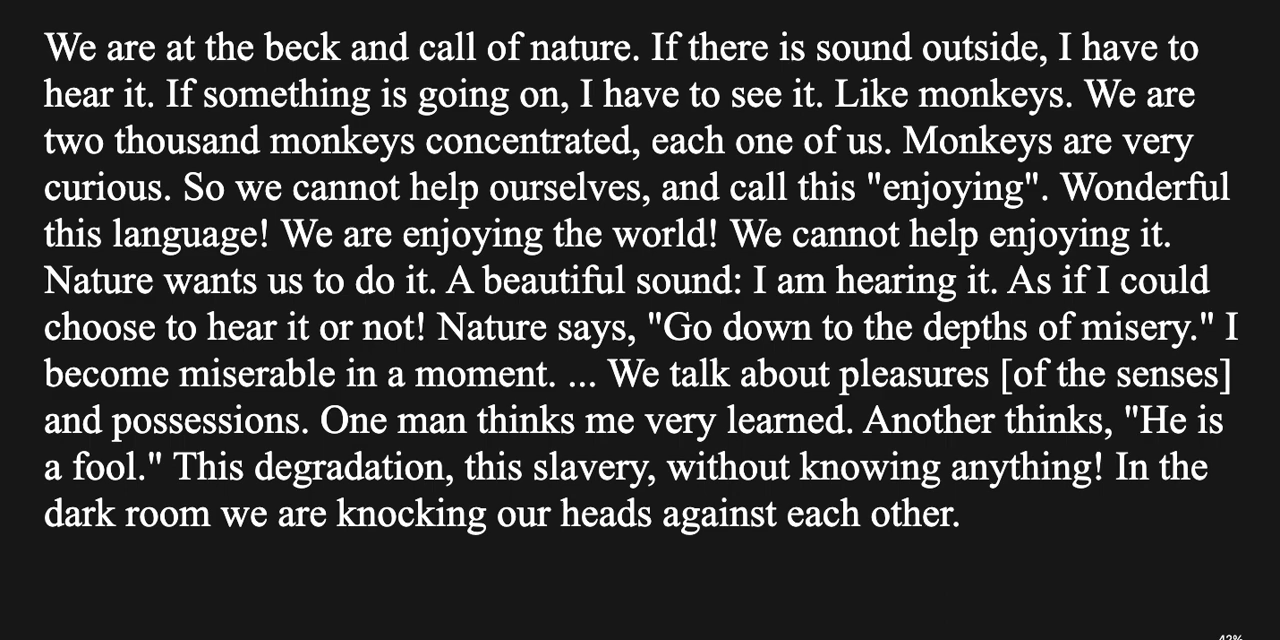 We are at the beck and call of nature. If there is sound outside, I have to
hear it. If something is going on, I have to see it. Like monkeys. We are
two thousand monkeys concentrated, each one of us. Monkeys are very
curious. So we cannot help ourselves, and call this "enjoying". Wonderful
this language! We are enjoying the world! We cannot help enjoying it.
Nature wants us to do it. A beautiful sound: I am hearing it. As if I could
choose to hear it or not! Nature says, "Go down to the depths of misery." I
become miserable in a moment. ... We talk about pleasures [of the senses]
and possessions. One man thinks me very learned. Another thinks, "He is
a fool." This degradation, this slavery, without knowing anything! In the
dark room we are knocking our heads against each other.